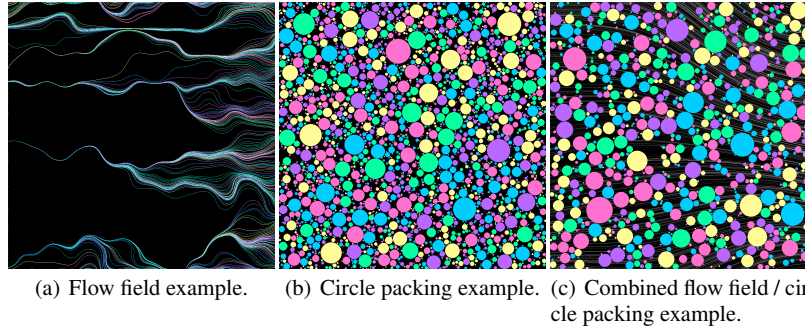 (a) Flow field example.
(b) Circle packing example.
(c) Combined flow field / cir
cle packing example.